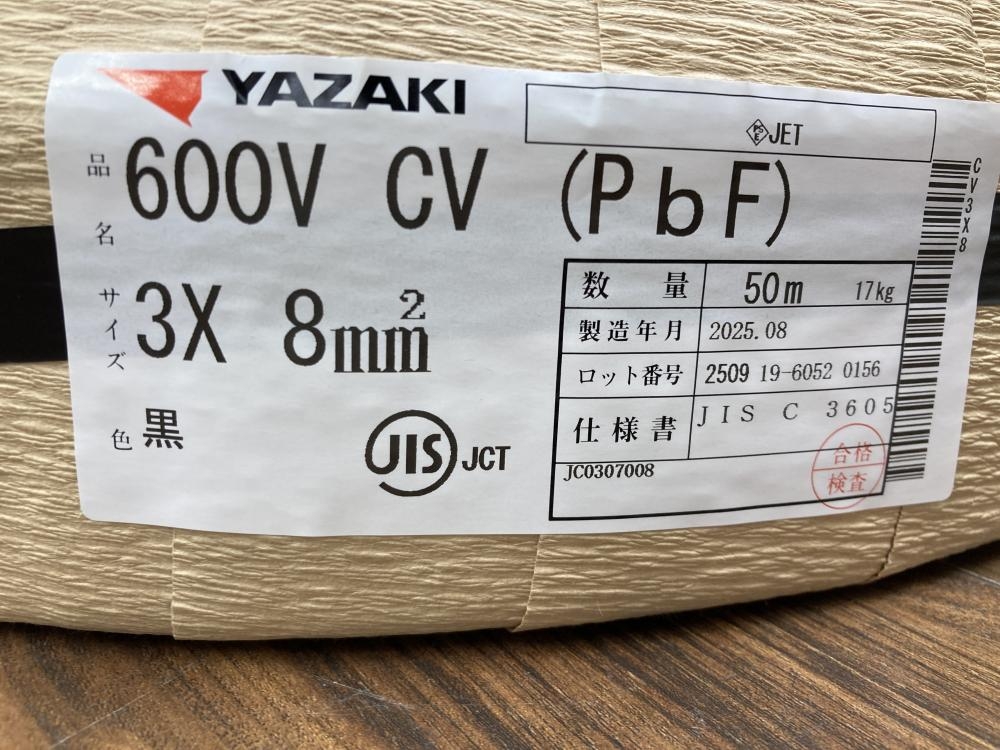 YAZAKI
PSE JET
品名 600V CV (PbF)
サイズ 3X 8mm²
色 黒
JIS JCT
数量 50m 17kg
製造年月 2025.08
ロット番号 2509 19-6052 0156
仕様書 JIS C 3605
JC0307008
合格
検査
CV3X8